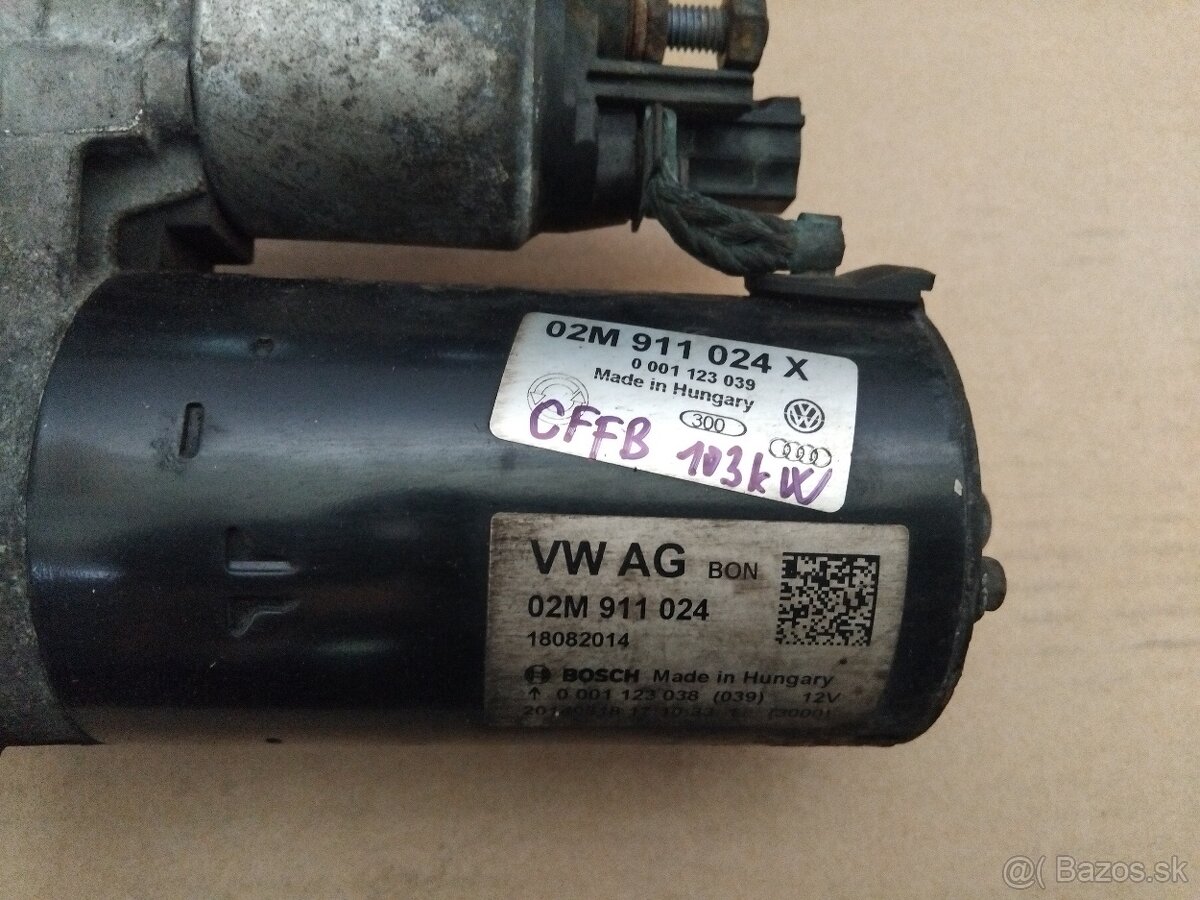 02M 911 024 X
0 001 123 039
Made in Hungary
300
CFFB 103kW
VW AG BON
02M 911 024
18082014
BOSCH Made in Hungary
↑ 0 001 123 038 (039) 12V
@( Bazos.sk